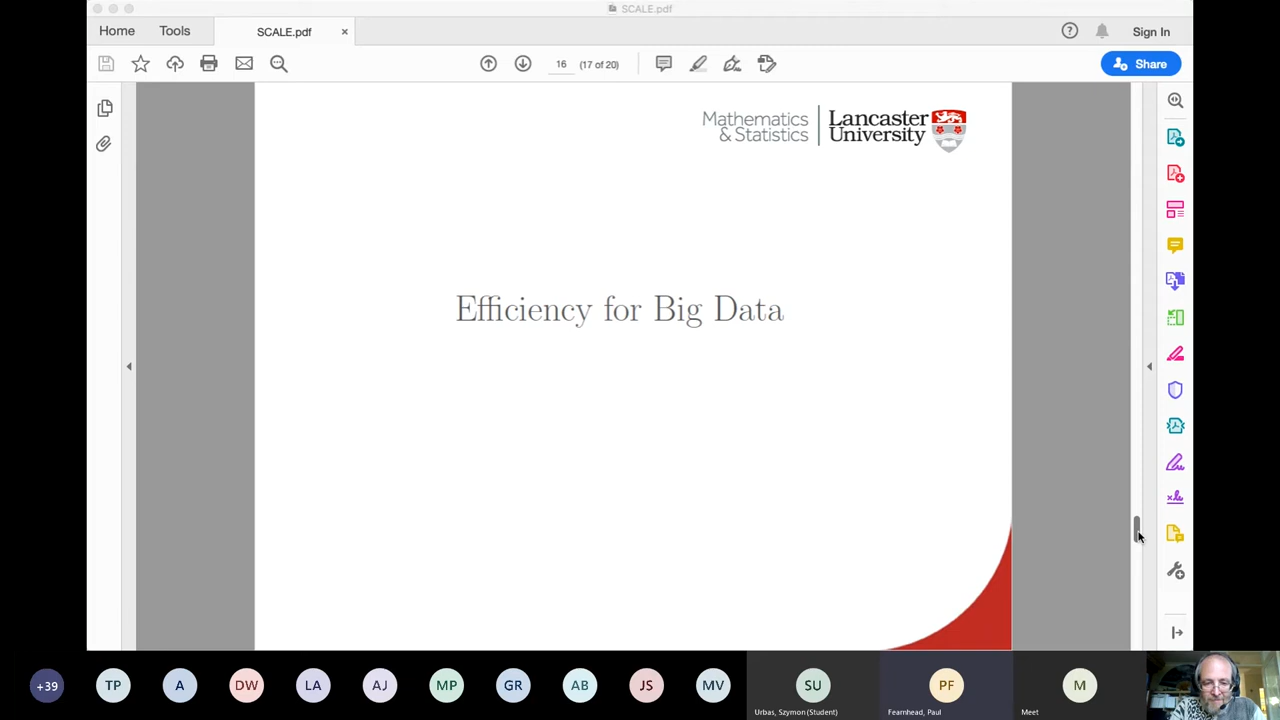 SCALE.pdf
Home Tools SCALE.pdf × ? Sign In
16 (17 of 20) Share
Mathematics & Statistics
Lancaster University
Efficiency for Big Data
+39 TP A DW LA AJ MP GR AB JS MV SU PF M
Urbas, Szymon (Student) Fearnhead, Paul Meet